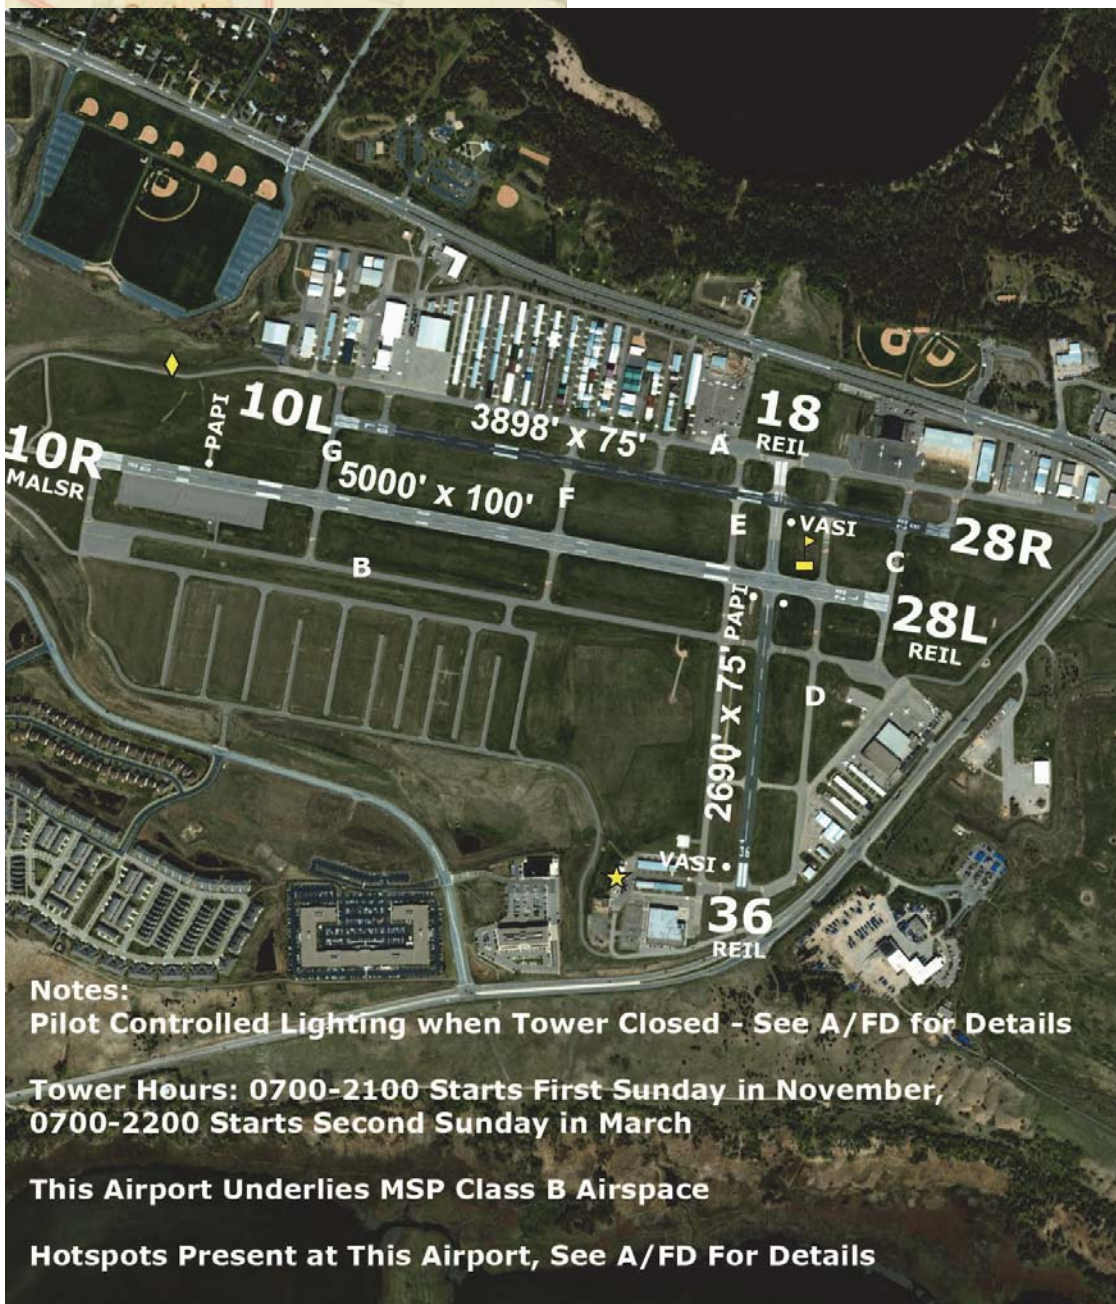 18
REIL
10L
3898' x 75'
A
PAPI
10R
MALSR
G
5000' x 100'
F
E
VASI
28R
B
C
PAPI
28L
REIL
2690' x 75'
D
VASI
36
REIL
Notes:
Pilot Controlled Lighting when Tower Closed - See A/FD for Details
Tower Hours: 0700-2100 Starts First Sunday in November,
0700-2200 Starts Second Sunday in March
This Airport Underlies MSP Class B Airspace
Hotspots Present at This Airport, See A/FD For Details